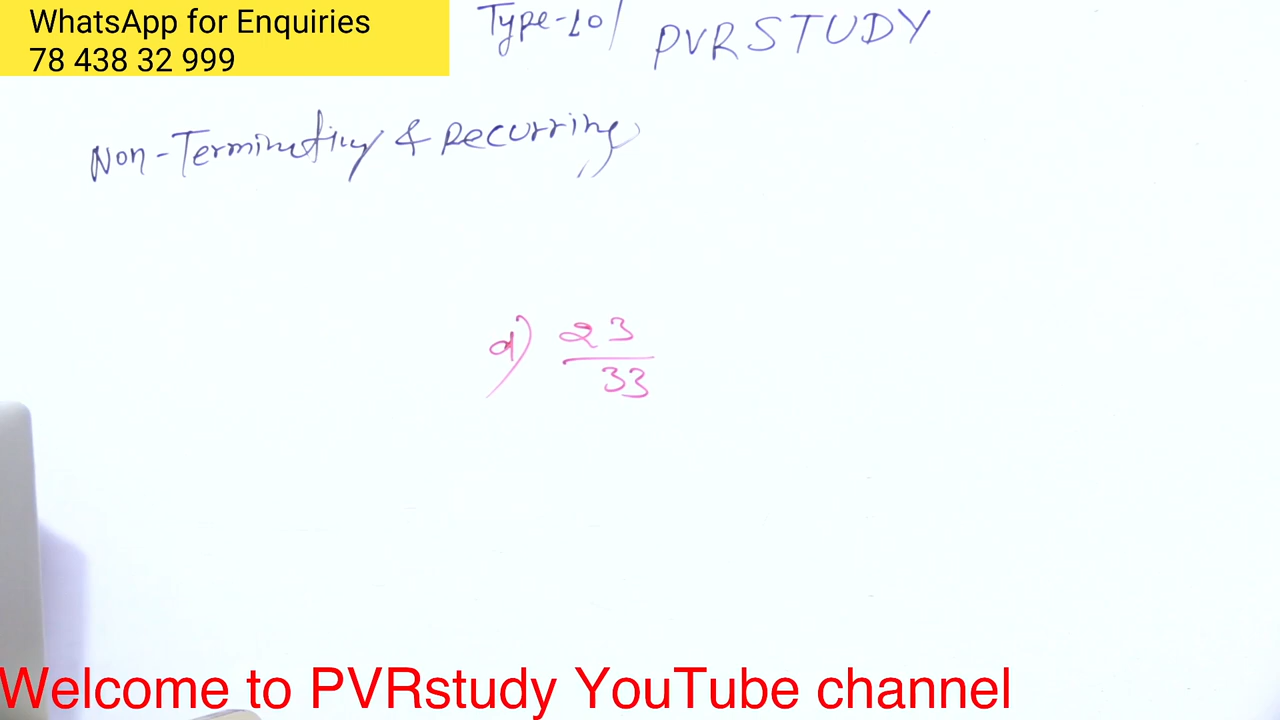 WhatsApp for Enquiries
78 438 32 999
Type-10/ PVRSTUDY
Non-Terminating & Recurring
a) 23
33
Welcome to PVRstudy YouTube channel